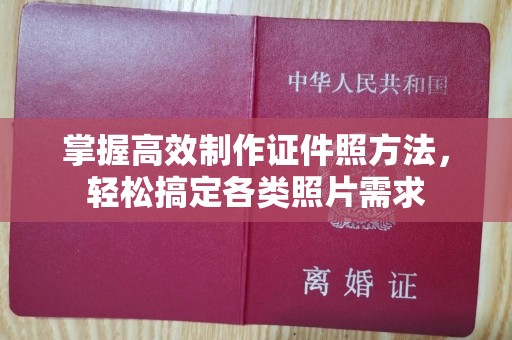 中华人民共和国
掌握高效制作证件照方法，
轻松搞定各类照片需求
离婚证